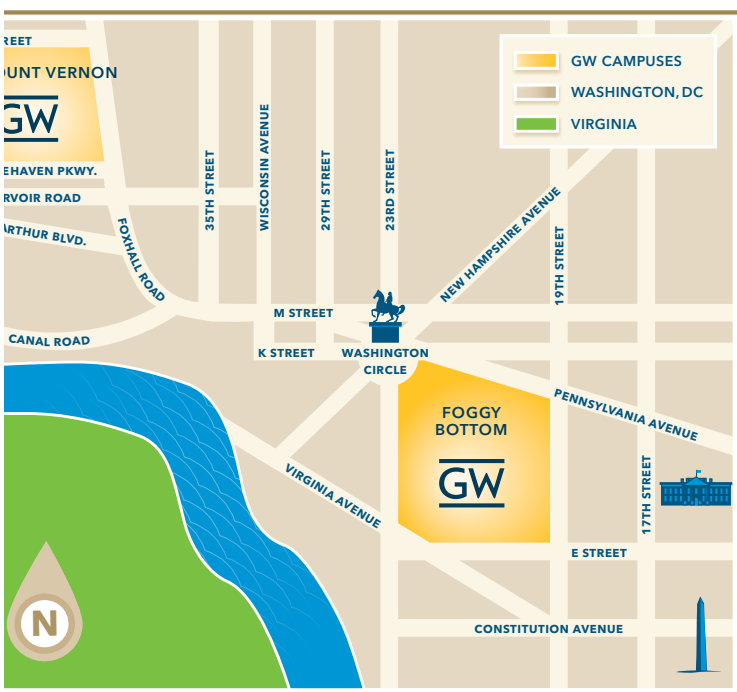 REET
OUNT VERNON
GW
EHAVEN PKWY.
RVOIR ROAD
ARTHUR BLVD.
FOXHALL ROAD
CANAL ROAD
35TH STREET
WISCONSIN AVENUE
29TH STREET
23RD STREET
NEW HAMPSHIRE AVENUE
19TH STREET
GW CAMPUSES
WASHINGTON, DC
VIRGINIA
M STREET
K STREET
WASHINGTON
CIRCLE
FOGGY
BOTTOM
GW
PENNSYLVANIA AVENUE
VIRGINIA AVENUE
17TH STREET
E STREET
CONSTITUTION AVENUE
N